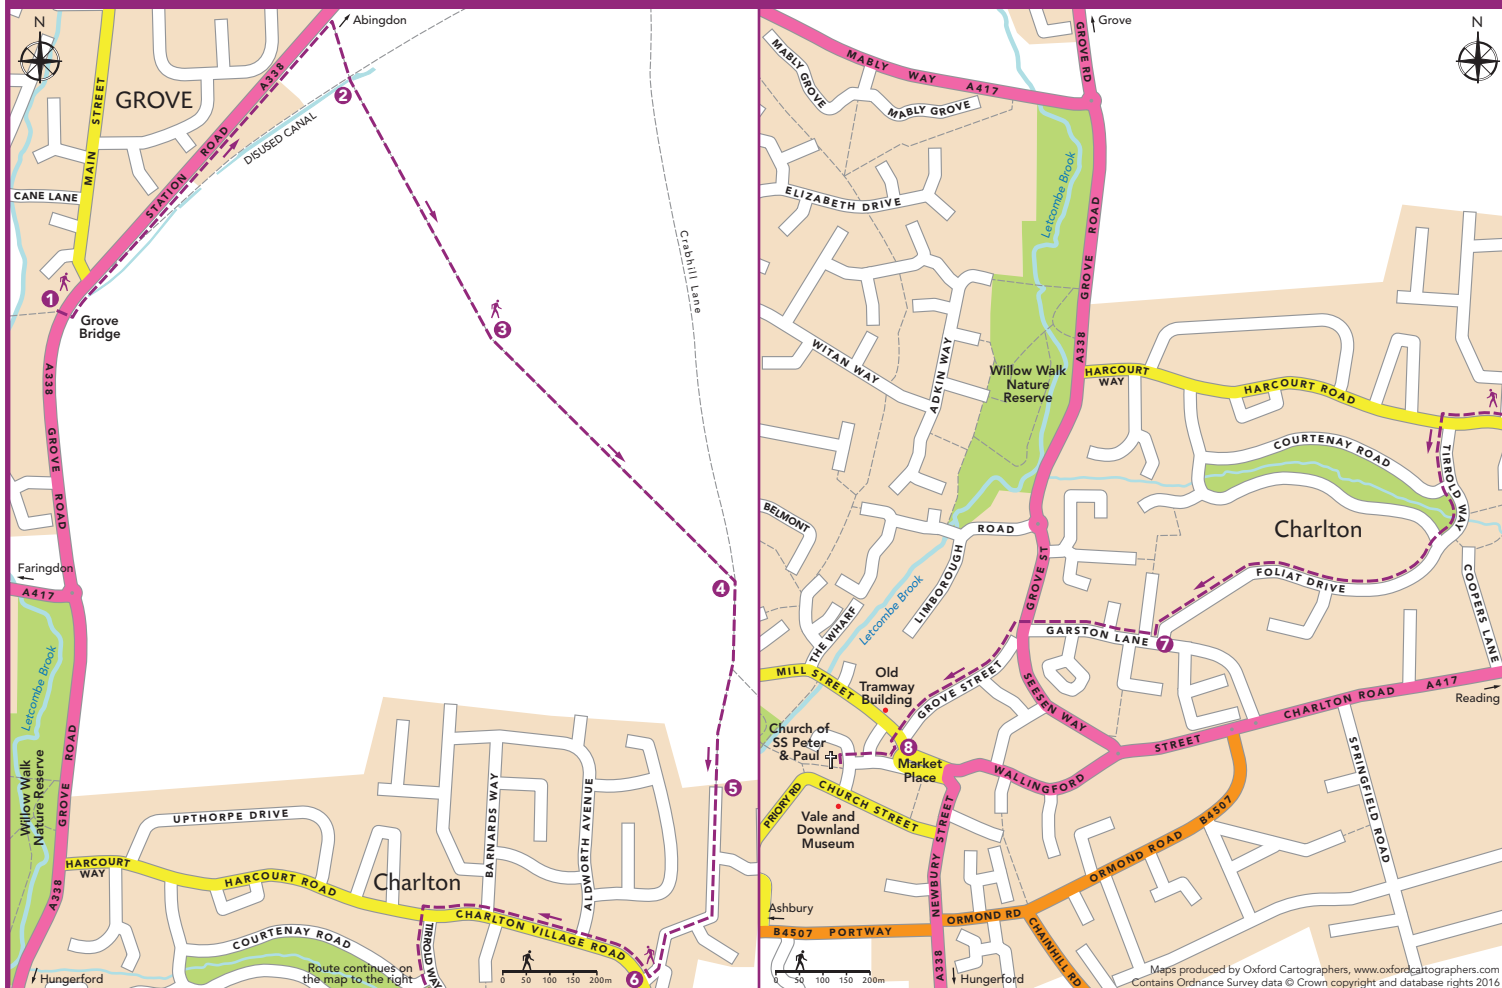 N
Abingdon
GROVE
MAIN STREET
A338
STATION ROAD
DISUSED CANAL
CANE LANE
1
2
3
4
5
6
Grove
Bridge
Crabhill Lane
A338
GROVE ROAD
Faringdon
A417
Letcombe Brook
Willow Walk
Nature Reserve
GROVE ROAD
A338
UPTHORPE DRIVE
HARCOURT
WAY
HARCOURT ROAD
Charlton
BARNARDS WAY
ALDWORTH AVENUE
CHARLTON VILLAGE ROAD
TIRROLD WAY
COURTENAY ROAD
Hungerford
Route continues on
the map to the right
0 50 100 150 200m
N
Grove
GROVE RD
MABLY WAY
A417
MABLY GROVE
MABLY GROVE
ELIZABETH DRIVE
Letcombe Brook
GROVE ROAD
A338
WITAN WAY
ADKIN WAY
Willow Walk
Nature
Reserve
HARCOURT
WAY
HARCOURT ROAD
COURTENAY ROAD
TIRROLD WAY
Charlton
BELMONT
LIMBOROUGH
ROAD
GROVE ST
FOLIAT DRIVE
COOPERS LANE
THE WHARF
Letcombe Brook
GARSTON LANE
7
MILL STREET
Old
Tramway
Building
GROVE STREET
SEESEN WAY
CHARLTON ROAD
A417
Reading
Church of
SS Peter
& Paul
8
Market
Place
WALLINGFORD
STREET
PRIORY RD
CHURCH STREET
Vale and
Downland
Museum
NEWBURY STREET
SPRINGFIELD ROAD
B4507
ORMOND ROAD
Ashbury
B4507 PORTWAY
ORMOND RD
CHAINHILL RD
A338
Hungerford
0 50 100 150 200m
Maps produced by Oxford Cartographers, www.oxfordcartographers.com
Contains Ordnance Survey data © Crown copyright and database rights 2016